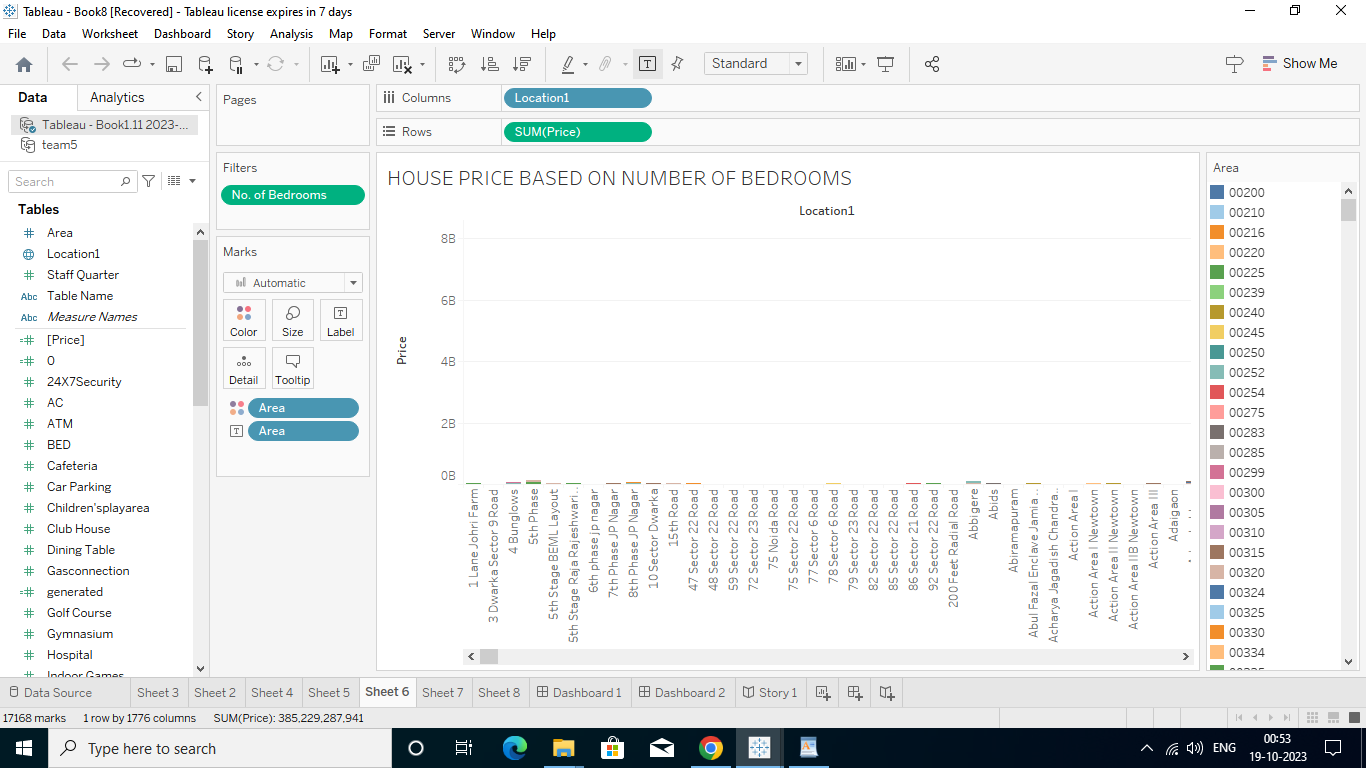 Tableau - Book8 [Recovered] - Tableau license expires in 7 days
File Data Worksheet Dashboard Story Analysis Map Format Server Window Help
Standard
Show Me
Data Analytics
Tableau - Book1.11 2023-...
team5
Search
Tables
Area
Location1
Staff Quarter
Abc Table Name
Abc Measure Names
[Price]
0
24X7Security
AC
ATM
BED
Cafeteria
Car Parking
Children'splayarea
Club House
Dining Table
Gasconnection
generated
Golf Course
Gymnasium
Hospital
Indoor Games
Pages
Filters
No. of Bedrooms
Marks
Automatic
Color Size Label
Detail Tooltip
Area
Area
Columns Location1
Rows SUM(Price)
HOUSE PRICE BASED ON NUMBER OF BEDROOMS
Location1
Price
8B
6B
4B
2B
0B
1 Lane Johri Farm
3 Dwarka Sector 9 Road
4 Bunglows
5th Phase
5th Stage BEML Layout
5th Stage Raja Rajeshwari ..
6th phase jp nagar
7th Phase JP Nagar
8th Phase JP Nagar
10 Sector Dwarka
15th Road
47 Sector 22 Road
48 Sector 22 Road
59 Sector 22 Road
72 Sector 23 Road
75 Noida Road
75 Sector 22 Road
77 Sector 6 Road
78 Sector 6 Road
79 Sector 23 Road
82 Sector 22 Road
85 Sector 22 Road
86 Sector 21 Road
92 Sector 22 Road
200 Feet Radial Road
Abbigere
Abids
Abiramapuram
Abul Fazal Enclave Jamia ..
Acharya Jagadish Chandra..
Action Area I
Action Area I Newtown
Action Area II Newtown
Action Area IIB Newtown
Action Area III
Adaigaon
Area
00200
00210
00216
00220
00225
00239
00240
00245
00250
00252
00254
00275
00283
00285
00299
00300
00305
00310
00315
00320
00324
00325
00330
00334
00335
Data Source Sheet 3 Sheet 2 Sheet 4 Sheet 5 Sheet 6 Sheet 7 Sheet 8 Dashboard 1 Dashboard 2 Story 1
17168 marks 1 row by 1776 columns SUM(Price): 385,229,287,941
Type here to search
ENG
00:53
19-10-2023